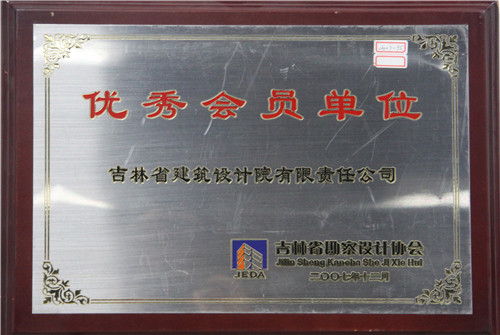 优秀会员单位
吉林省建筑设计院有限责任公司
吉林省勘察设计协会
Jilin Sheng Kancha She Ji Xie Hui
JEDA
二〇〇七年十二月